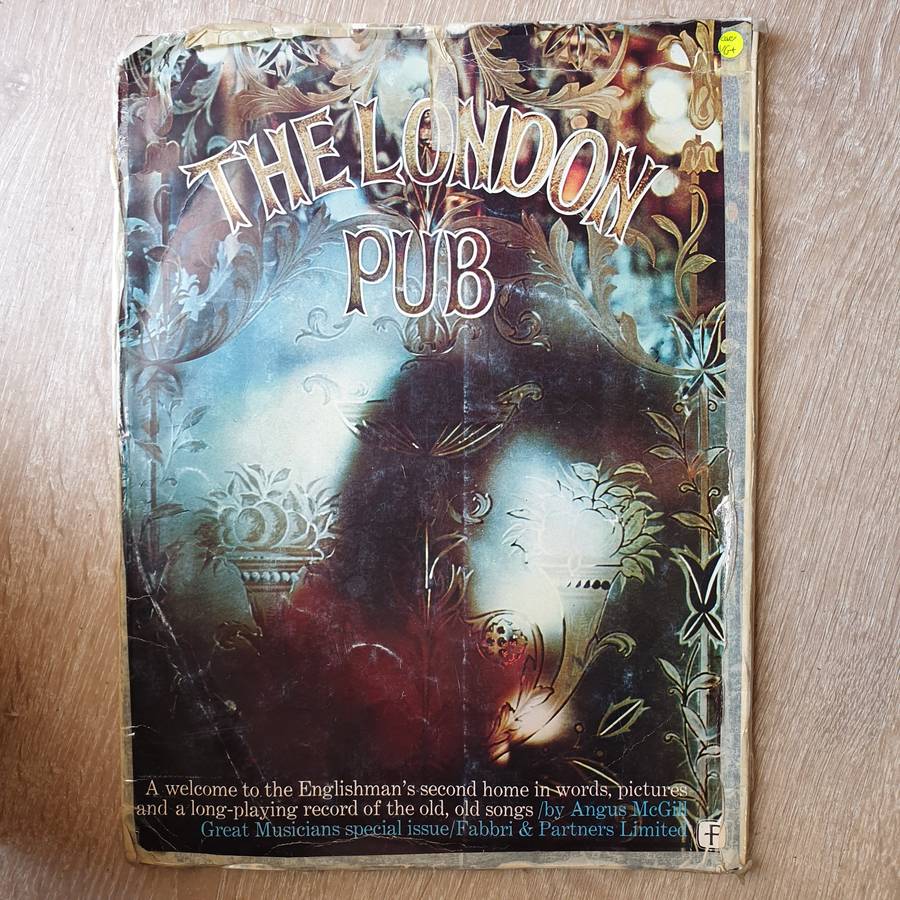 VG+
THE LONDON
PUB
A welcome to the Englishman's second home in words, pictures
and a long-playing record of the old, old songs /by Angus McGill
Great Musicians special issue/Fabbri & Partners Limited
F